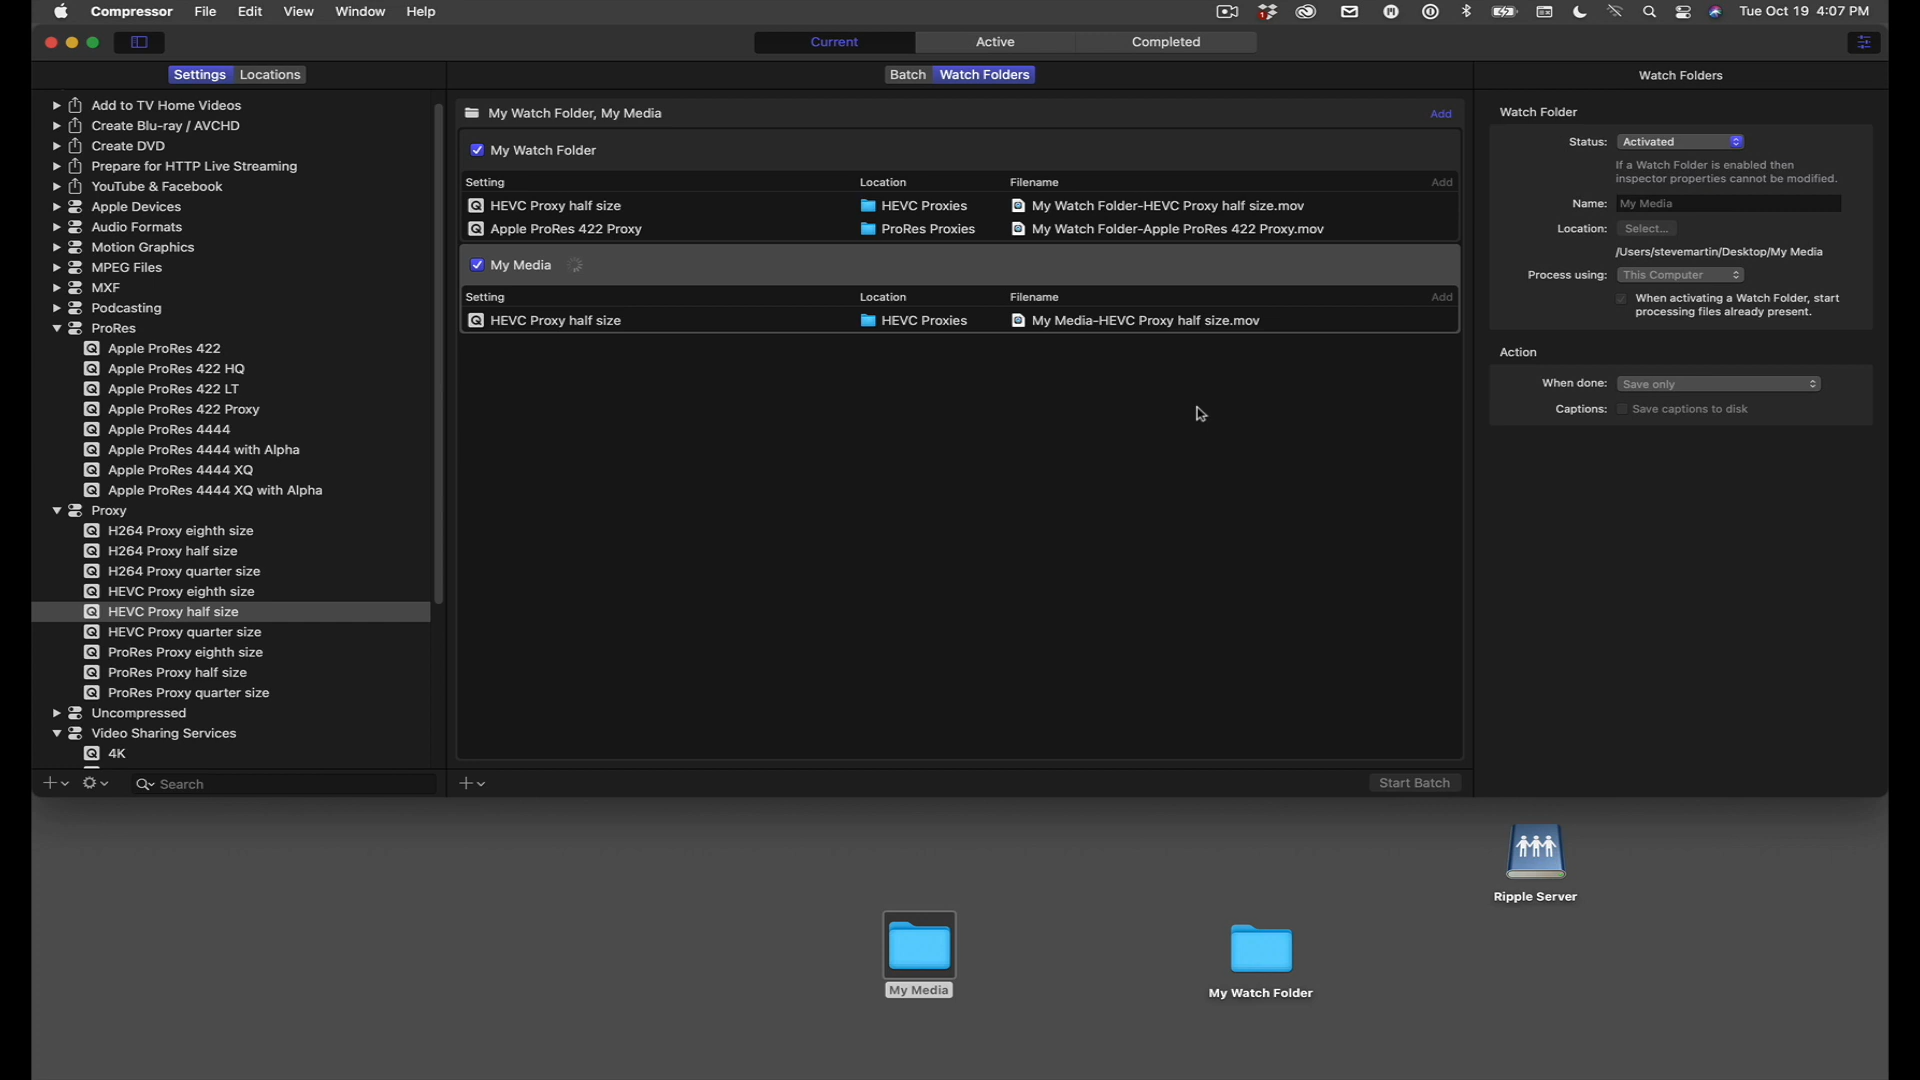 Compressor File Edit View Window Help
1
Tue Oct 19 4:07 PM
Current Active Completed
Settings Locations
Batch Watch Folders
Watch Folders
Add to TV Home Videos
Create Blu-ray / AVCHD
Create DVD
Prepare for HTTP Live Streaming
YouTube & Facebook
Apple Devices
Audio Formats
Motion Graphics
MPEG Files
MXF
Podcasting
ProRes
Apple ProRes 422
Apple ProRes 422 HQ
Apple ProRes 422 LT
Apple ProRes 422 Proxy
Apple ProRes 4444
Apple ProRes 4444 with Alpha
Apple ProRes 4444 XQ
Apple ProRes 4444 XQ with Alpha
Proxy
H264 Proxy eighth size
H264 Proxy half size
H264 Proxy quarter size
HEVC Proxy eighth size
HEVC Proxy half size
HEVC Proxy quarter size
ProRes Proxy eighth size
ProRes Proxy half size
ProRes Proxy quarter size
Uncompressed
Video Sharing Services
4K
Search
My Watch Folder, My Media Add
My Watch Folder
Setting Location Filename Add
HEVC Proxy half size HEVC Proxies My Watch Folder-HEVC Proxy half size.mov
Apple ProRes 422 Proxy ProRes Proxies My Watch Folder-Apple ProRes 422 Proxy.mov
My Media
Setting Location Filename Add
HEVC Proxy half size HEVC Proxies My Media-HEVC Proxy half size.mov
Start Batch
Watch Folder
Status: Activated
If a Watch Folder is enabled then
inspector properties cannot be modified.
Name: My Media
Location: Select...
/Users/stevemartin/Desktop/My Media
Process using: This Computer
When activating a Watch Folder, start
processing files already present.
Action
When done: Save only
Captions: Save captions to disk
Ripple Server
My Media
My Watch Folder